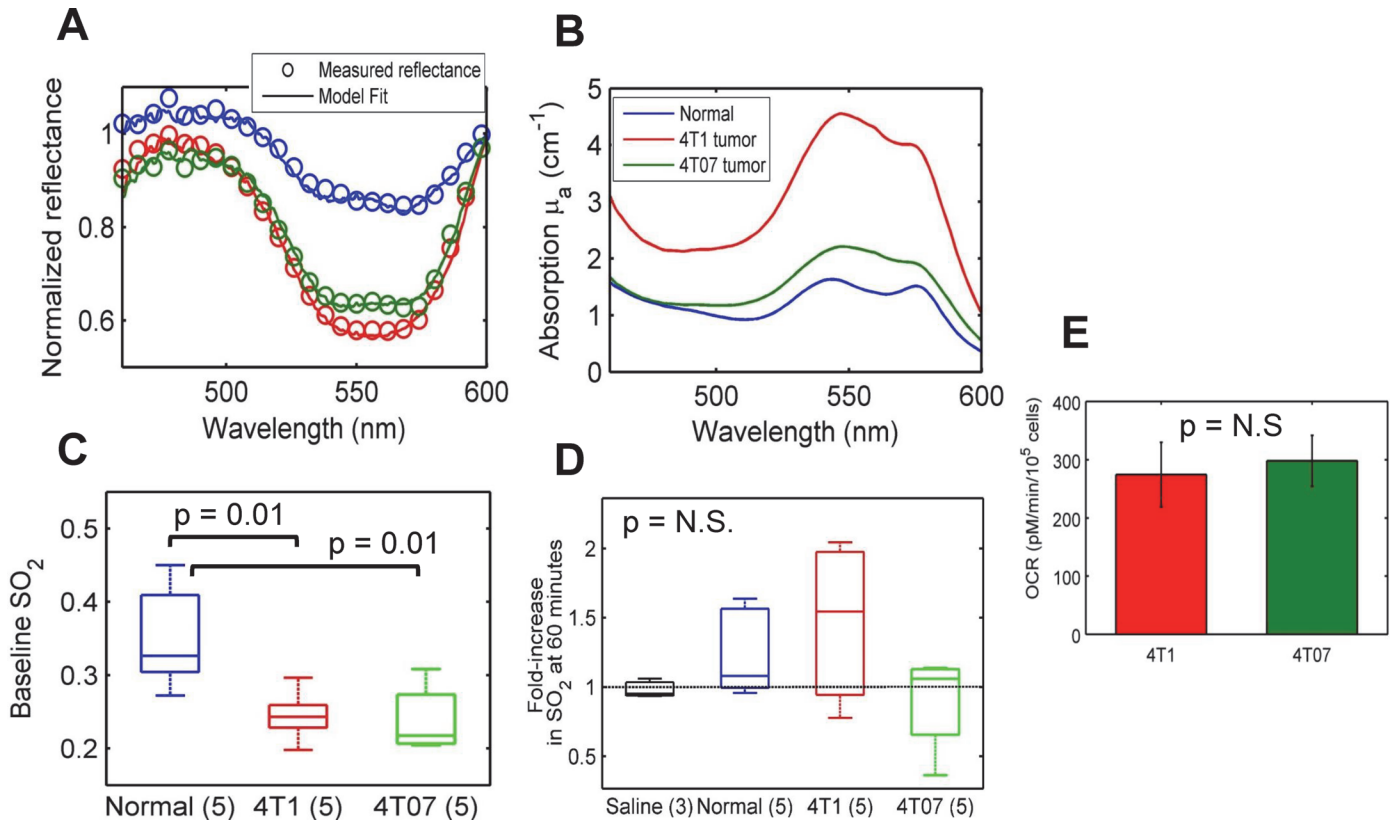 A
Measured reflectance
Model Fit
Normalized reflectance
1
0.8
0.6
500
550
600
Wavelength (nm)
B
Normal
4T1 tumor
4T07 tumor
Absorption μa (cm-1)
5
4
3
2
1
0
500
550
600
Wavelength (nm)
C
p = 0.01
p = 0.01
Baseline SO2
0.5
0.4
0.3
0.2
Normal (5)
4T1 (5)
4T07 (5)
D
p = N.S.
Fold-increase
in SO2 at 60 minutes
2
1.5
1
0.5
Saline (3)
Normal (5)
4T1 (5)
4T07 (5)
E
p = N.S
OCR (pM/min/10^5 cells)
400
300
200
100
0
4T1
4T07